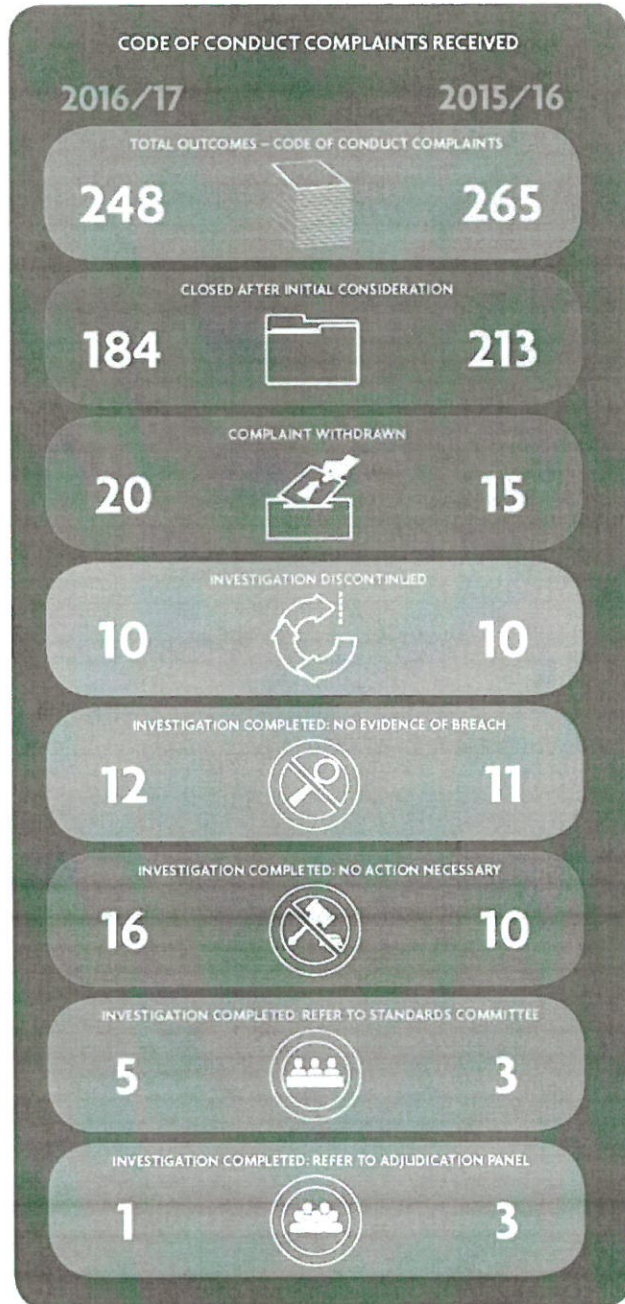 CODE OF CONDUCT COMPLAINTS RECEIVED
2016/17 2015/16
TOTAL OUTCOMES – CODE OF CONDUCT COMPLAINTS
248 265
CLOSED AFTER INITIAL CONSIDERATION
184 213
COMPLAINT WITHDRAWN
20 15
INVESTIGATION DISCONTINUED
10 10
INVESTIGATION COMPLETED: NO EVIDENCE OF BREACH
12 11
INVESTIGATION COMPLETED: NO ACTION NECESSARY
16 10
INVESTIGATION COMPLETED: REFER TO STANDARDS COMMITTEE
5 3
INVESTIGATION COMPLETED: REFER TO ADJUDICATION PANEL
1 3